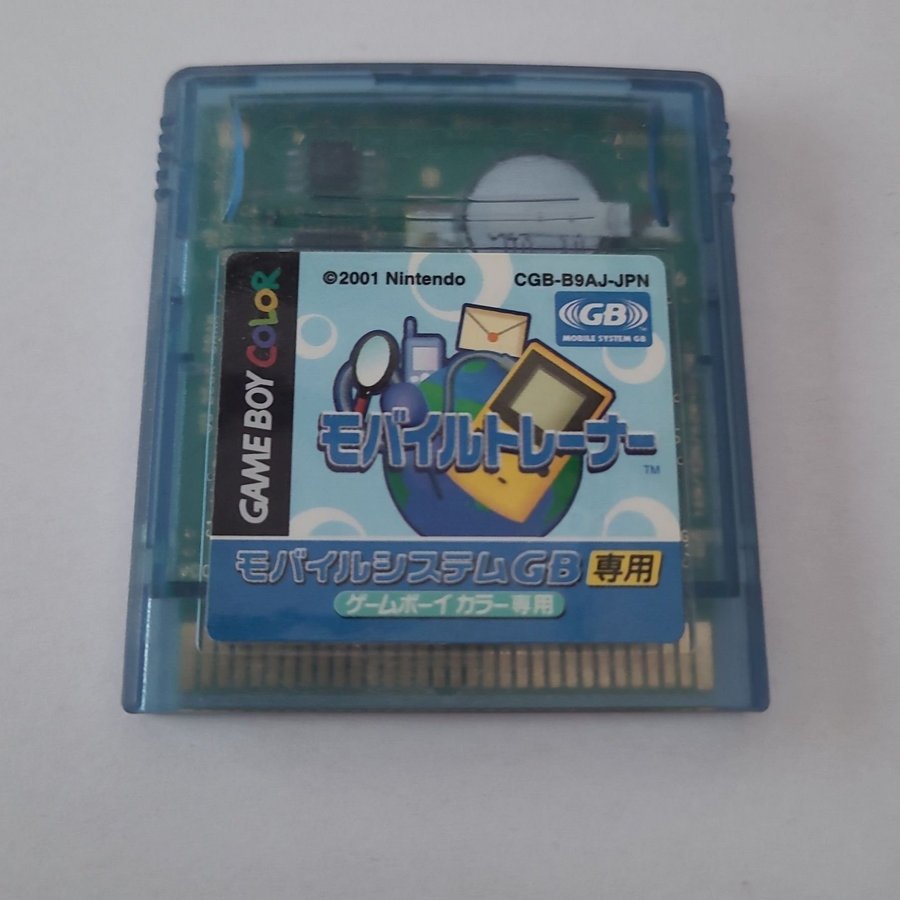 ©2001 Nintendo
CGB-B9AJ-JPN
GB
TM
MOBILE SYSTEM GB
GAME BOY COLOR
モバイルトレーナー
TM
モバイルシステムGB 専用
ゲームボーイカラー専用